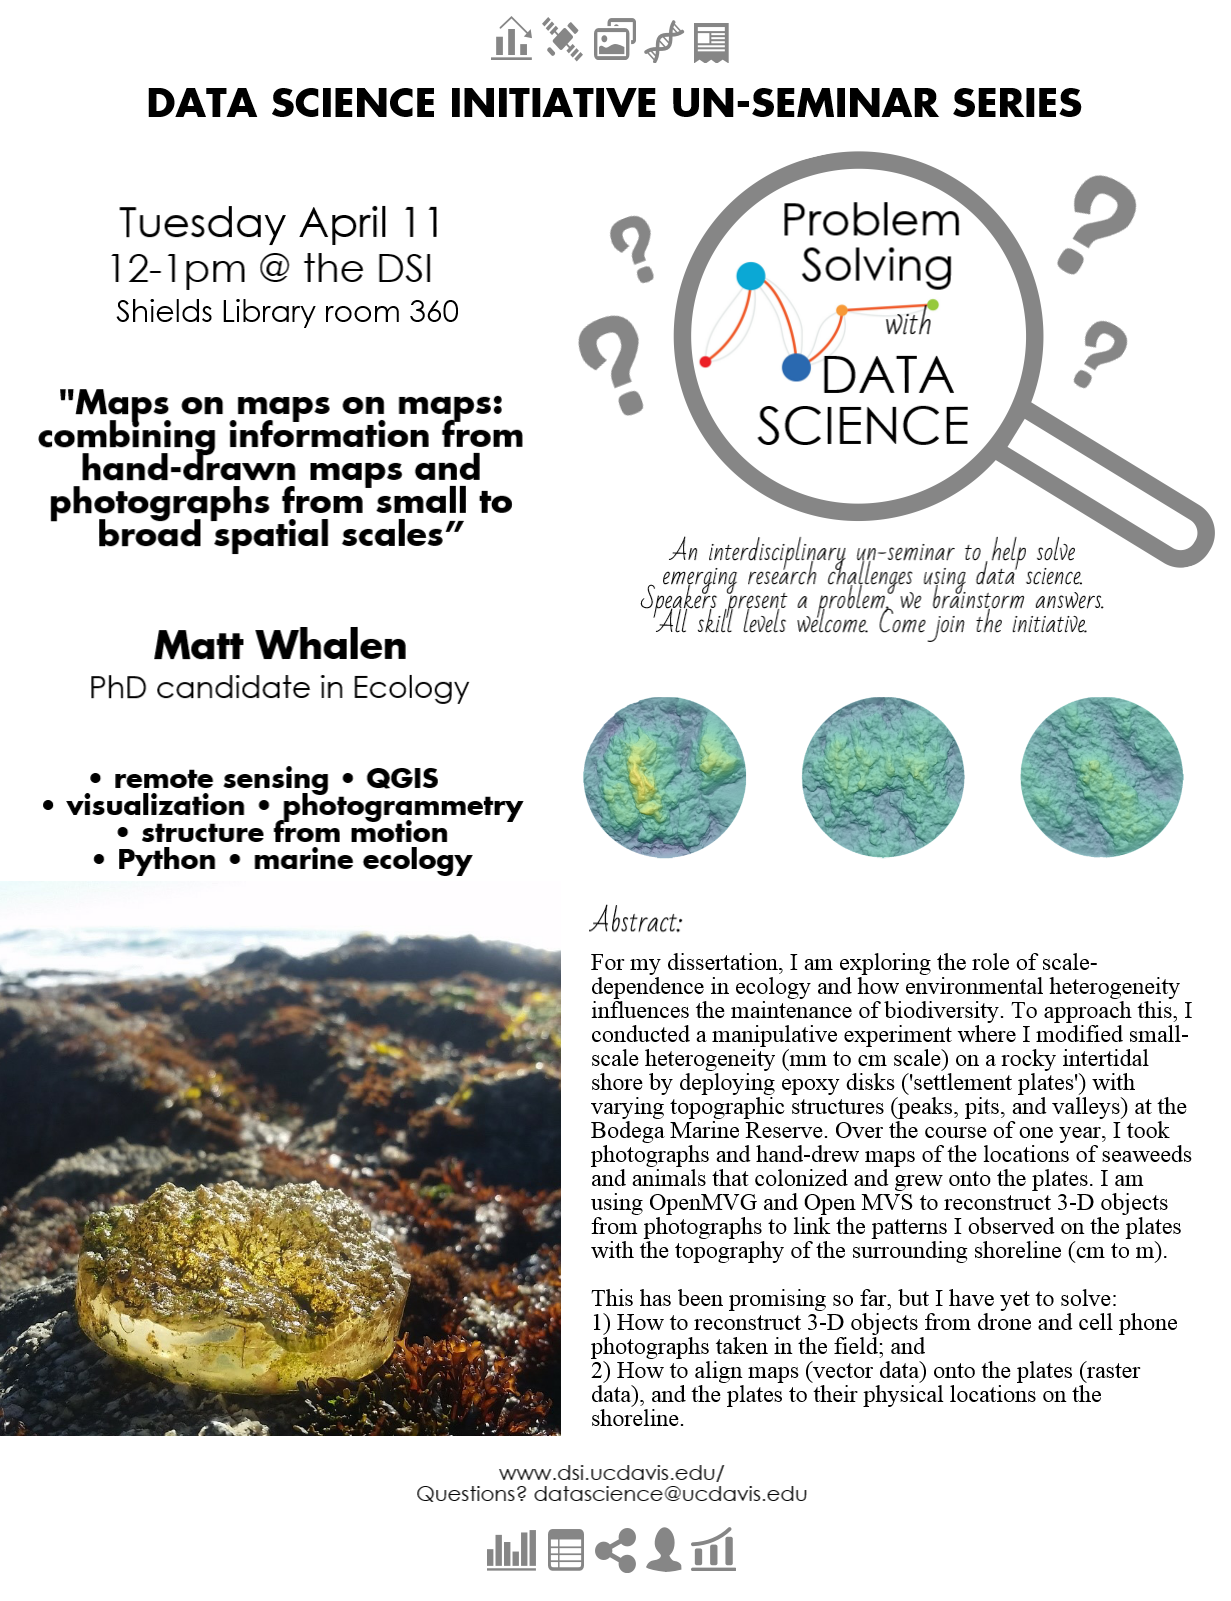 DATA SCIENCE INITIATIVE UN-SEMINAR SERIES
Tuesday April 11
12-1pm @ the DSI
Shields Library room 360
"Maps on maps on maps:
combining information from
hand-drawn maps and
photographs from small to
broad spatial scales”
Matt Whalen
PhD candidate in Ecology
• remote sensing • QGIS
• visualization • photogrammetry
• structure from motion
• Python • marine ecology
? ? ? ?
Problem
Solving
with
DATA
SCIENCE
An interdisciplinary un-seminar to help solve
emerging research challenges using data science.
Speakers present a problem, we brainstorm answers.
All skill levels welcome. Come join the initiative.
Abstract:
For my dissertation, I am exploring the role of scale-
dependence in ecology and how environmental heterogeneity
influences the maintenance of biodiversity. To approach this, I
conducted a manipulative experiment where I modified small-
scale heterogeneity (mm to cm scale) on a rocky intertidal
shore by deploying epoxy disks ('settlement plates') with
varying topographic structures (peaks, pits, and valleys) at the
Bodega Marine Reserve. Over the course of one year, I took
photographs and hand-drew maps of the locations of seaweeds
and animals that colonized and grew onto the plates. I am
using OpenMVG and Open MVS to reconstruct 3-D objects
from photographs to link the patterns I observed on the plates
with the topography of the surrounding shoreline (cm to m).
This has been promising so far, but I have yet to solve:
1) How to reconstruct 3-D objects from drone and cell phone
photographs taken in the field; and
2) How to align maps (vector data) onto the plates (raster
data), and the plates to their physical locations on the
shoreline.
www.dsi.ucdavis.edu/
Questions? datascience@ucdavis.edu